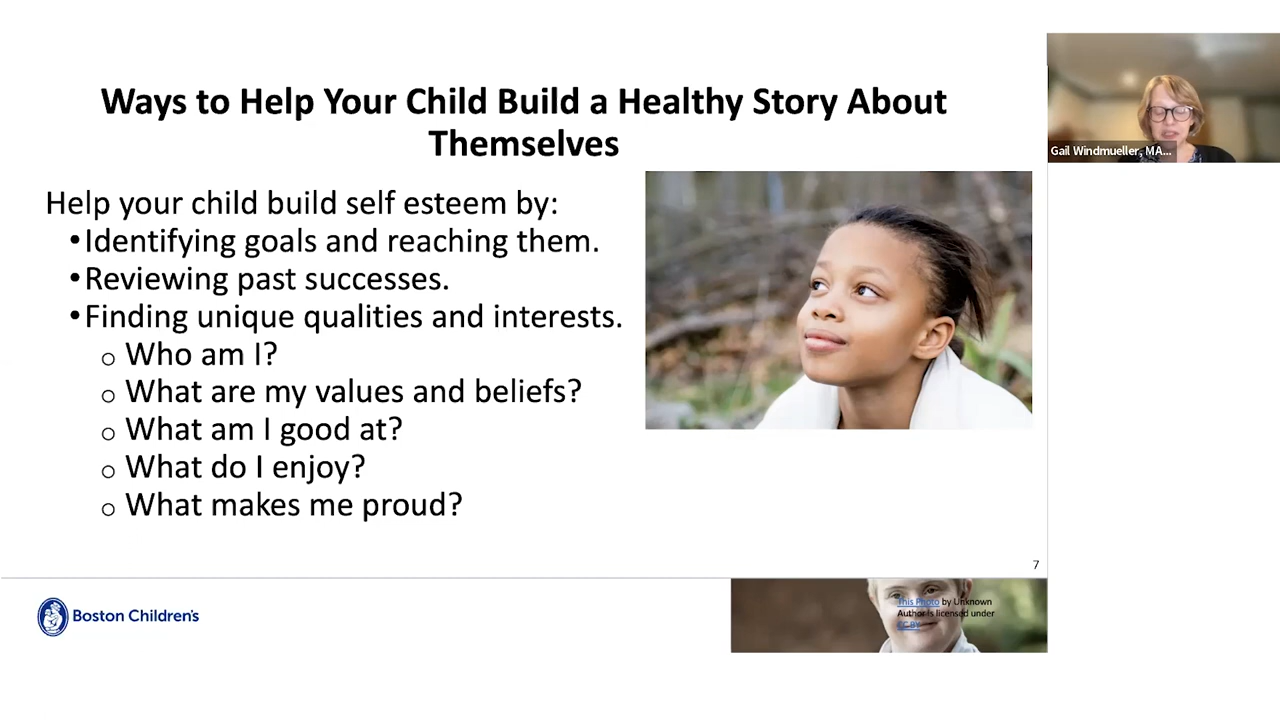 Ways to Help Your Child Build a Healthy Story About
Themselves
Gail Windmueller, MA...
Help your child build self esteem by:
•Identifying goals and reaching them.
•Reviewing past successes.
•Finding unique qualities and interests.
o Who am I?
o What are my values and beliefs?
o What am I good at?
o What do I enjoy?
o What makes me proud?
7
Boston Children's
This Photo by Unknown
Author is licensed under
CC BY